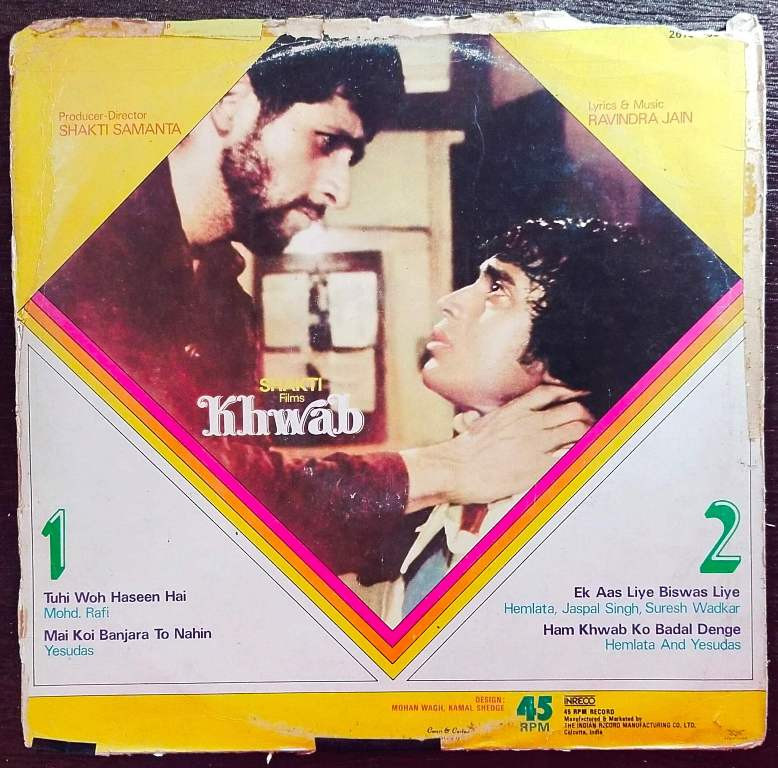 Producer-Director
SHAKTI SAMANTA
Lyrics & Music
RAVINDRA JAIN
SHAKTI
Films
Khwab
1
Tuhi Woh Haseen Hai
Mohd. Rafi
Mai Koi Banjara To Nahin
Yesudas
2
Ek Aas Liye Biswas Liye
Hemlata, Jaspal Singh, Suresh Wadkar
Ham Khwab Ko Badal Denge
Hemlata And Yesudas
DESIGN:
MOHAN WAGH, KAMAL SHEDGE
45
RPM
INRECO
45 RPM RECORD
Manufactured & Marketed by
THE INDIAN RECORD MANUFACTURING CO. LTD.
Calcutta, India